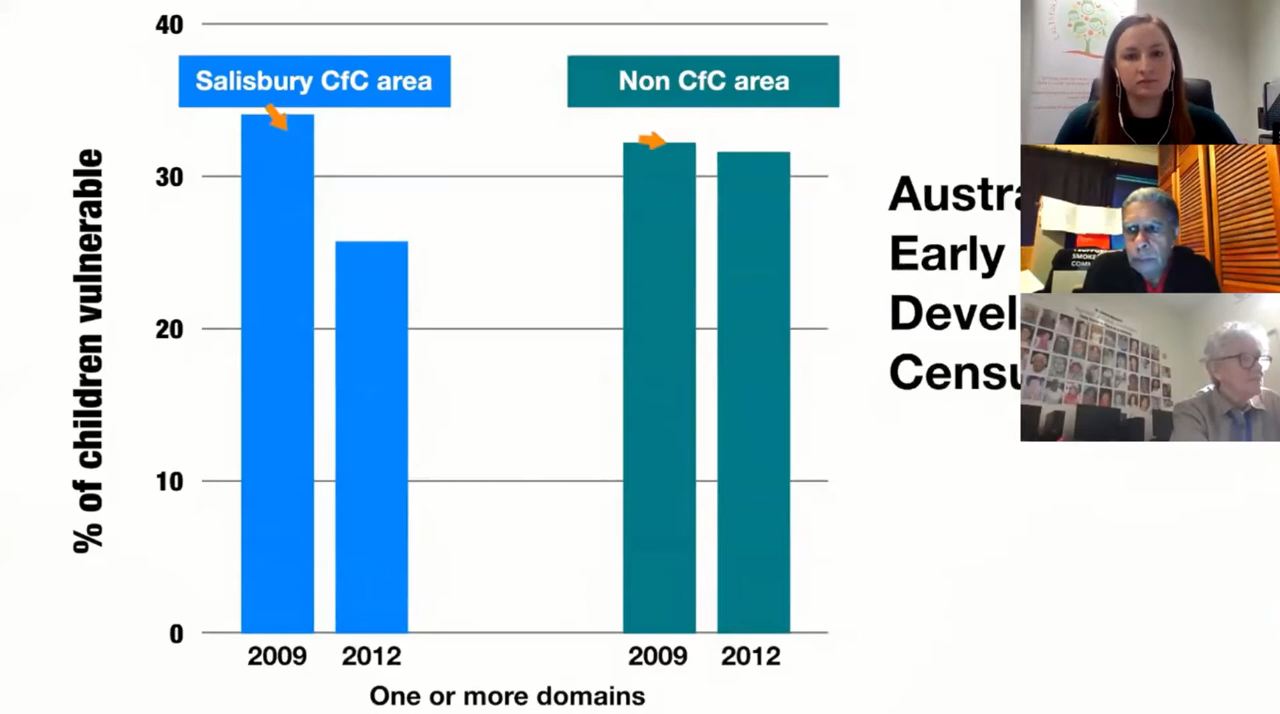 40
Salisbury CfC area
Non CfC area
30
20
10
0
% of children vulnerable
2009
2012
2009
2012
One or more domains
Austra
Early
Devel
Censu
SMOKE